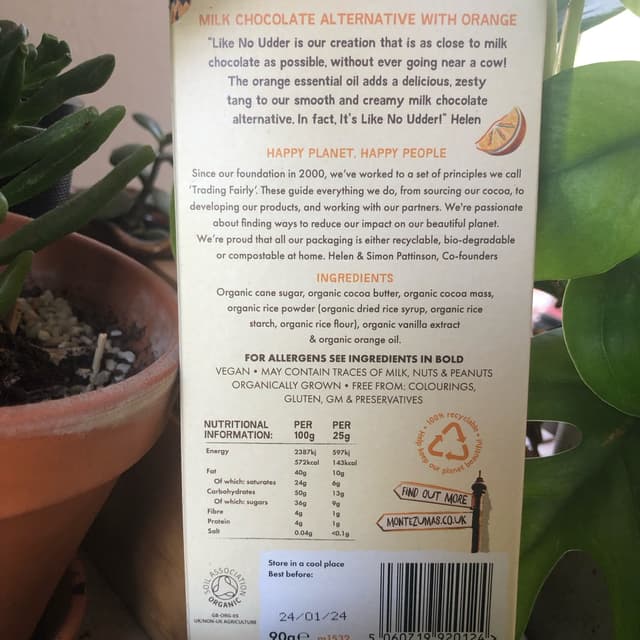 MILK CHOCOLATE ALTERNATIVE WITH ORANGE
"Like No Udder is our creation that is as close to milk
chocolate as possible, without ever going near a cow!
The orange essential oil adds a delicious, zesty
tang to our smooth and creamy milk chocolate
alternative. In fact, It's Like No Udder!" Helen
HAPPY PLANET, HAPPY PEOPLE
Since our foundation in 2000, we've worked to a set of principles we call
'Trading Fairly'. These guide everything we do, from sourcing our cocoa, to
developing our products, and working with our partners. We're passionate
about finding ways to reduce our impact on our beautiful planet.
We're proud that all our packaging is either recyclable, bio-degradable
or compostable at home. Helen & Simon Pattinson, Co-founders
INGREDIENTS
Organic cane sugar, organic cocoa butter, organic cocoa mass,
organic rice powder (organic dried rice syrup, organic rice
starch, organic rice flour), organic vanilla extract
& organic orange oil.
FOR ALLERGENS SEE INGREDIENTS IN BOLD
VEGAN • MAY CONTAIN TRACES OF MILK, NUTS & PEANUTS
ORGANICALLY GROWN • FREE FROM: COLOURINGS,
GLUTEN, GM & PRESERVATIVES
NUTRITIONAL PER PER
INFORMATION: 100g 25g
Energy 2387kj 597kj
572kcal 143kcal
Fat 40g 10g
Of which: saturates 24g 6g
Carbohydrates 50g 13g
Of which: sugars 36g 9g
Fibre 4g 1g
Protein 4g 1g
Salt 0.04g <0.1g
100% recyclable
Help keep our planet beautiful
FIND OUT MORE
MONTEZUMAS.CO.UK
SOIL ASSOCIATION
ORGANIC
GB-ORG-05
UK/NON-UK AGRICULTURE
Store in a cool place
Best before:
24/01/24
90g e m1532
5 060719 920124